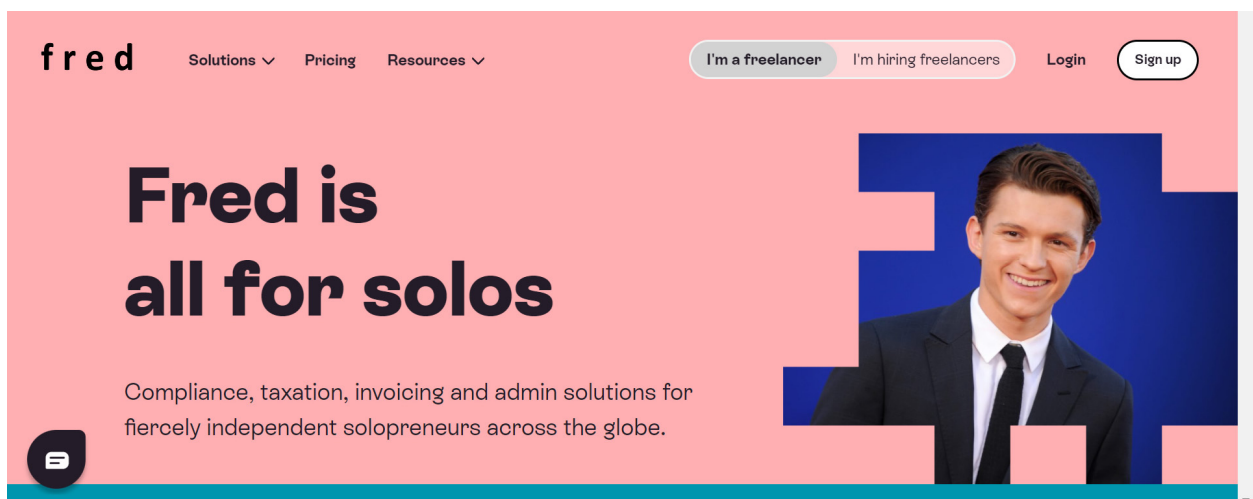 fred
Solutions
Pricing
Resources
I'm a freelancer
I'm hiring freelancers
Login
Sign up
Fred is
all for solos
Compliance, taxation, invoicing and admin solutions for
fiercely independent solopreneurs across the globe.